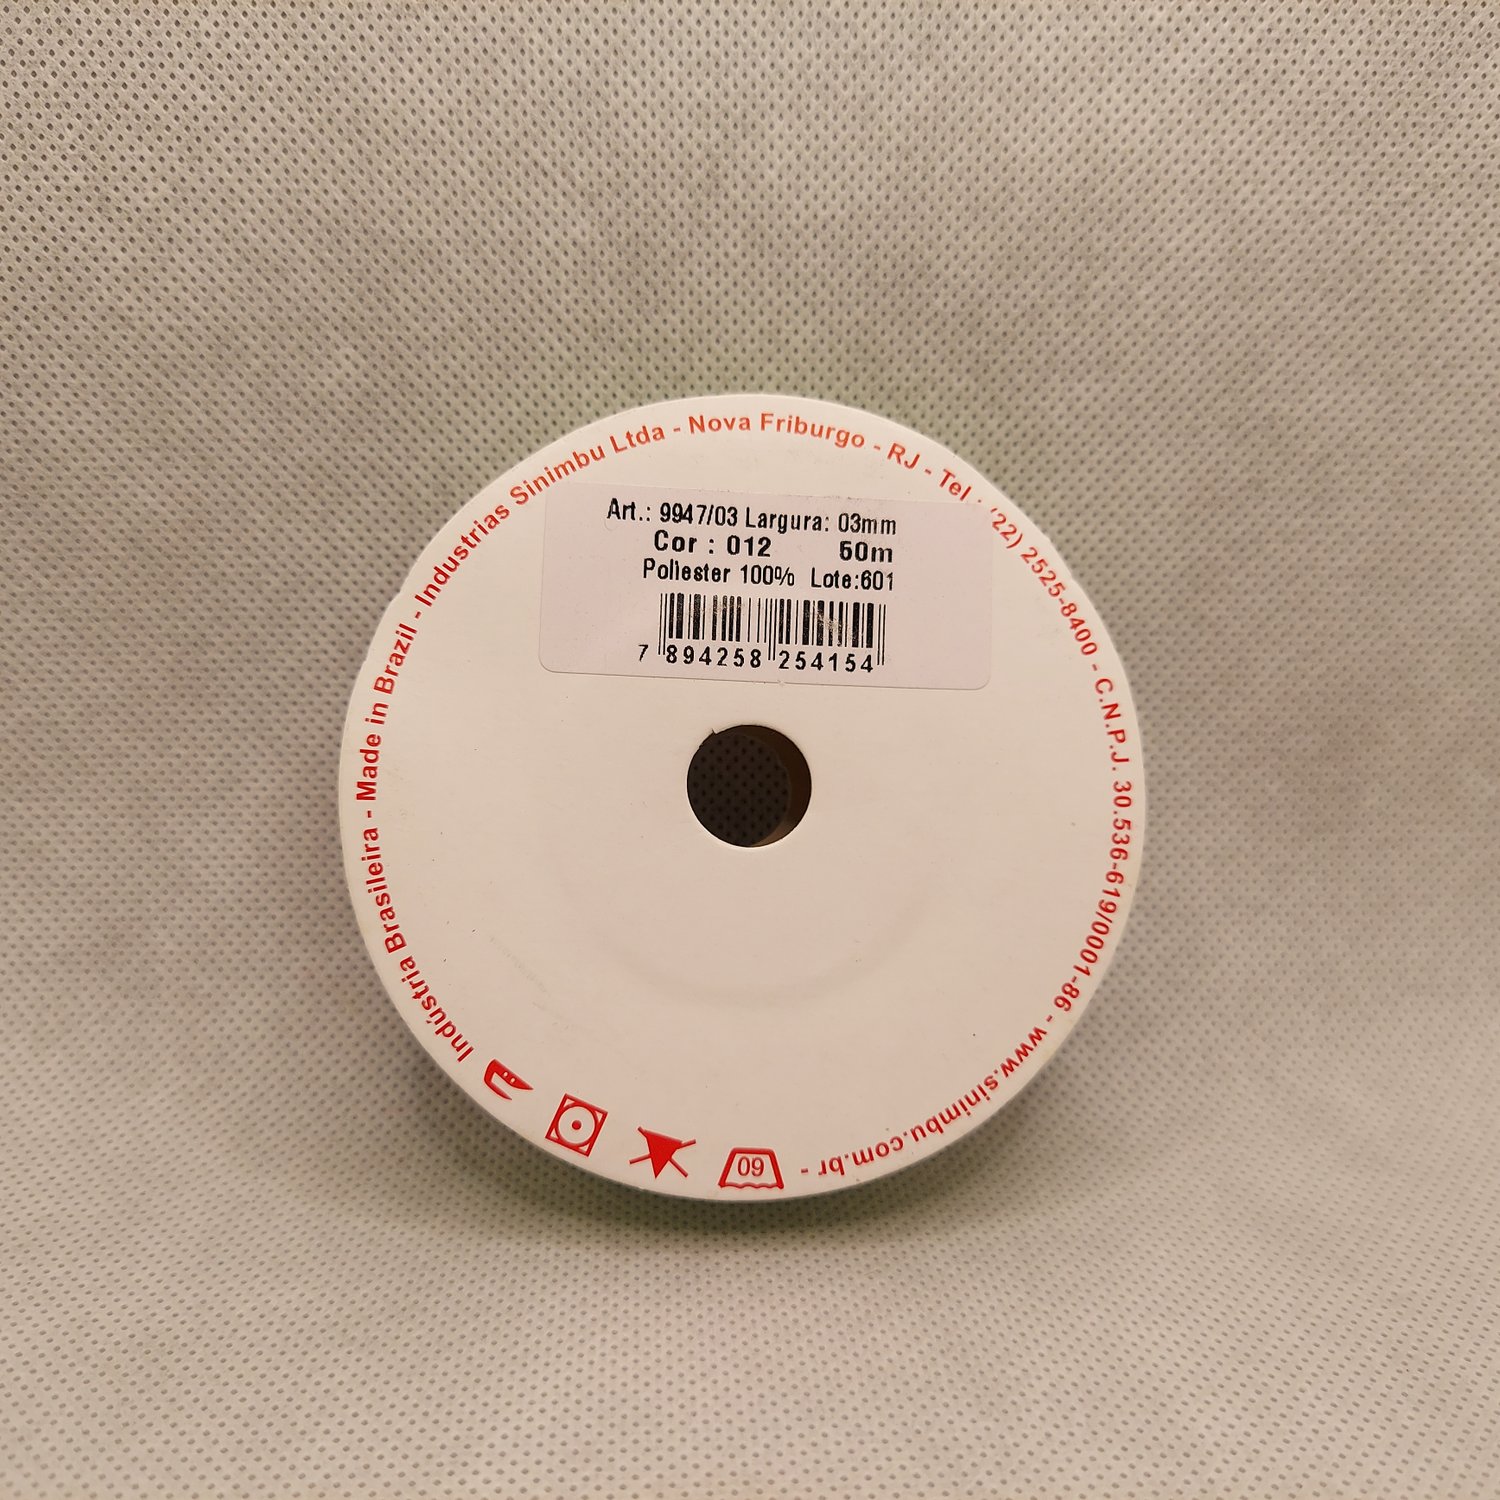 Art.: 9947/03 Largura: 03mm
Cor : 012 50m
Poliester 100% Lote:601
7 894258 254154
Indústria Brasileira - Made in Brazil - Industrias Sinimbu Ltda - Nova Friburgo - RJ - Tel.: (22) 2525-8400 - C.N.P.J. 30.536-619/0001-86 - www.sinimbu.com.br -
60